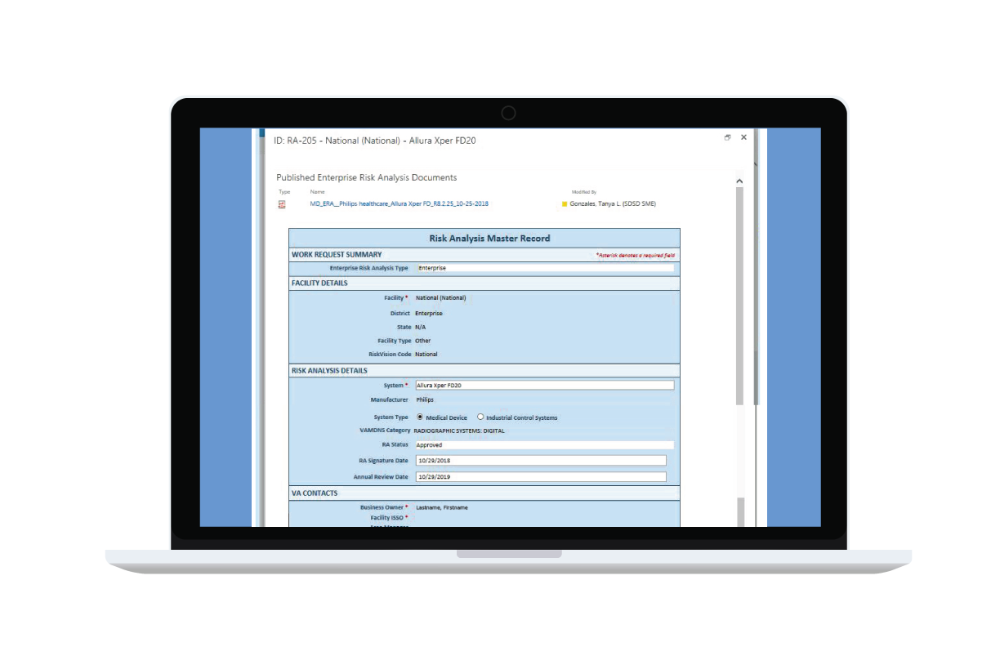 ID: RA-205 - National (National) - Allura Xper FD20
Published Enterprise Risk Analysis Documents
Type Name Modified By
MD_ERA__Philips healthcare_Allura Xper FD_R8.2.25_10-25-2018 Gonzales, Tanya L. (SDSD SME)
Risk Analysis Master Record
WORK REQUEST SUMMARY *Asterisk denotes a required field
Enterprise Risk Analysis Type Enterprise
FACILITY DETAILS
Facility * National (National)
District Enterprise
State N/A
Facility Type Other
RiskVision Code National
RISK ANALYSIS DETAILS
System * Allura Xper FD20
Manufacturer Philips
System Type Medical Device Industrial Control Systems
VAMDNS Category RADIOGRAPHIC SYSTEMS: DIGITAL
RA Status Approved
RA Signature Date 10/29/2018
Annual Review Date 10/29/2019
VA CONTACTS
Business Owner * Lastname, Firstname
Facility ISSO *